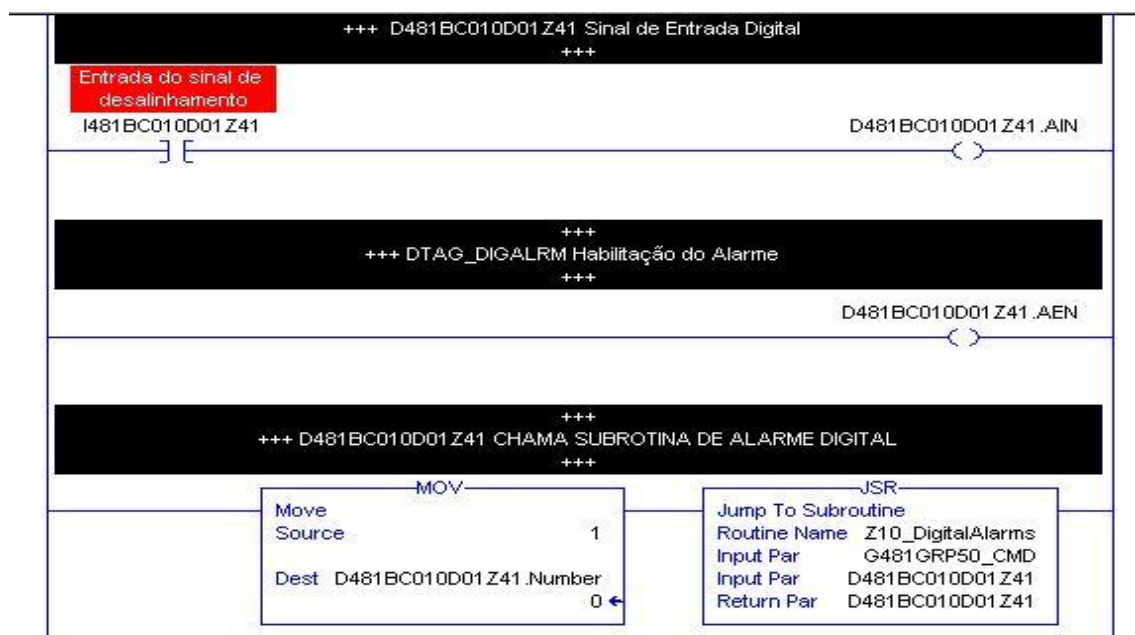 +++ D481BC010D01Z41 Sinal de Entrada Digital
+++
Entrada do sinal de
desalinhamento
I481BC010D01Z41
D481BC010D01Z41.AIN
+++
+++ DTAG_DIGALRM Habilitação do Alarme
+++
D481BC010D01Z41.AEN
+++
+++ D481BC010D01Z41 CHAMA SUBROTINA DE ALARME DIGITAL
+++
MOV
Move
Source 1
Dest D481BC010D01Z41.Number
0
JSR
Jump To Subroutine
Routine Name Z10_DigitalAlarms
Input Par G481GRP50_CMD
Input Par D481BC010D01Z41
Return Par D481BC010D01Z41